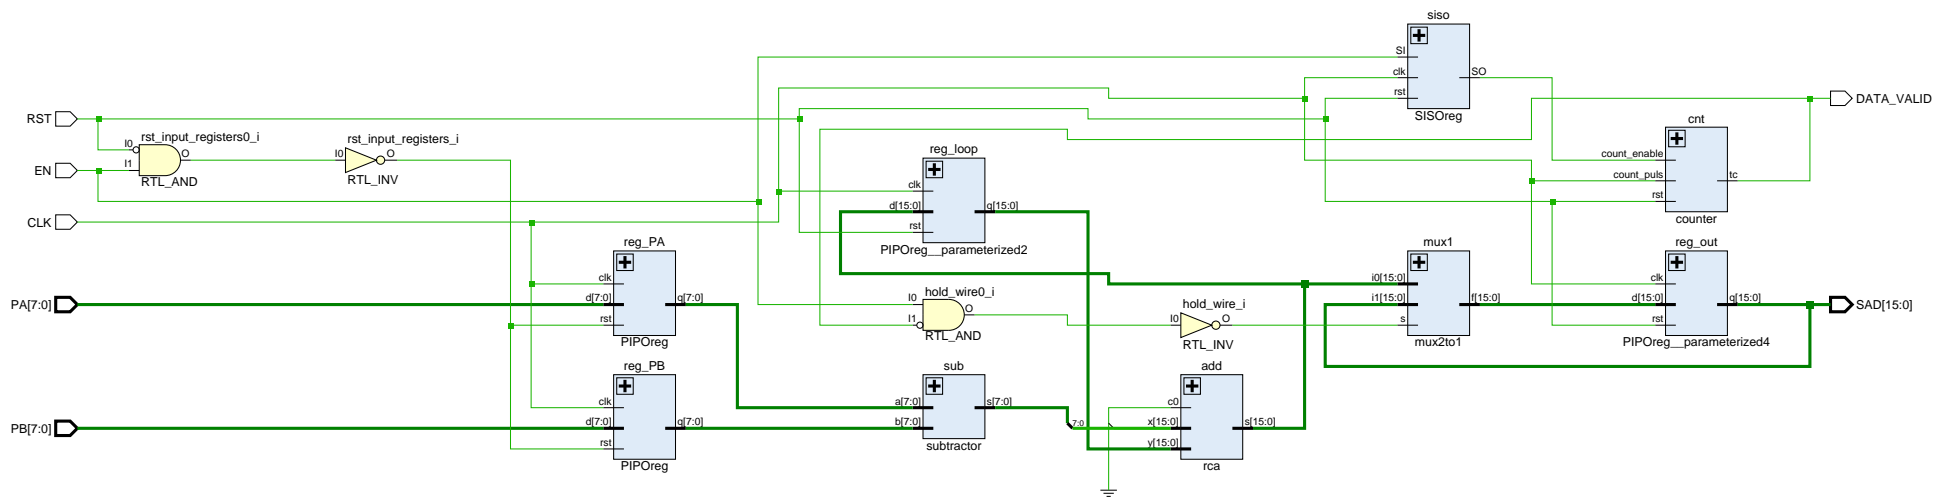 siso
SI
clk
SO
rst
SISOreg
RST
DATA_VALID
rst_input_registers0_i
rst_input_registers_i
cnt
I0
I1
O
RTL_AND
I0
O
RTL_INV
EN
reg_loop
clk
d[15:0]
q[15:0]
rst
PIPOreg__parameterized2
count_enable
count_puls
tc
rst
counter
CLK
reg_PA
clk
PA[7:0]
d[7:0]
q[7:0]
rst
PIPOreg
hold_wire0_i
I0
I1
O
RTL_AND
hold_wire_i
I0
O
RTL_INV
mux1
i0[15:0]
i1[15:0]
f[15:0]
s
mux2to1
reg_out
clk
d[15:0]
q[15:0]
SAD[15:0]
rst
PIPOreg__parameterized4
reg_PB
clk
PB[7:0]
d[7:0]
q[7:0]
rst
PIPOreg
sub
a[7:0]
s[7:0]
b[7:0]
subtractor
add
c0
7:0
x[15:0]
s[15:0]
y[15:0]
rca